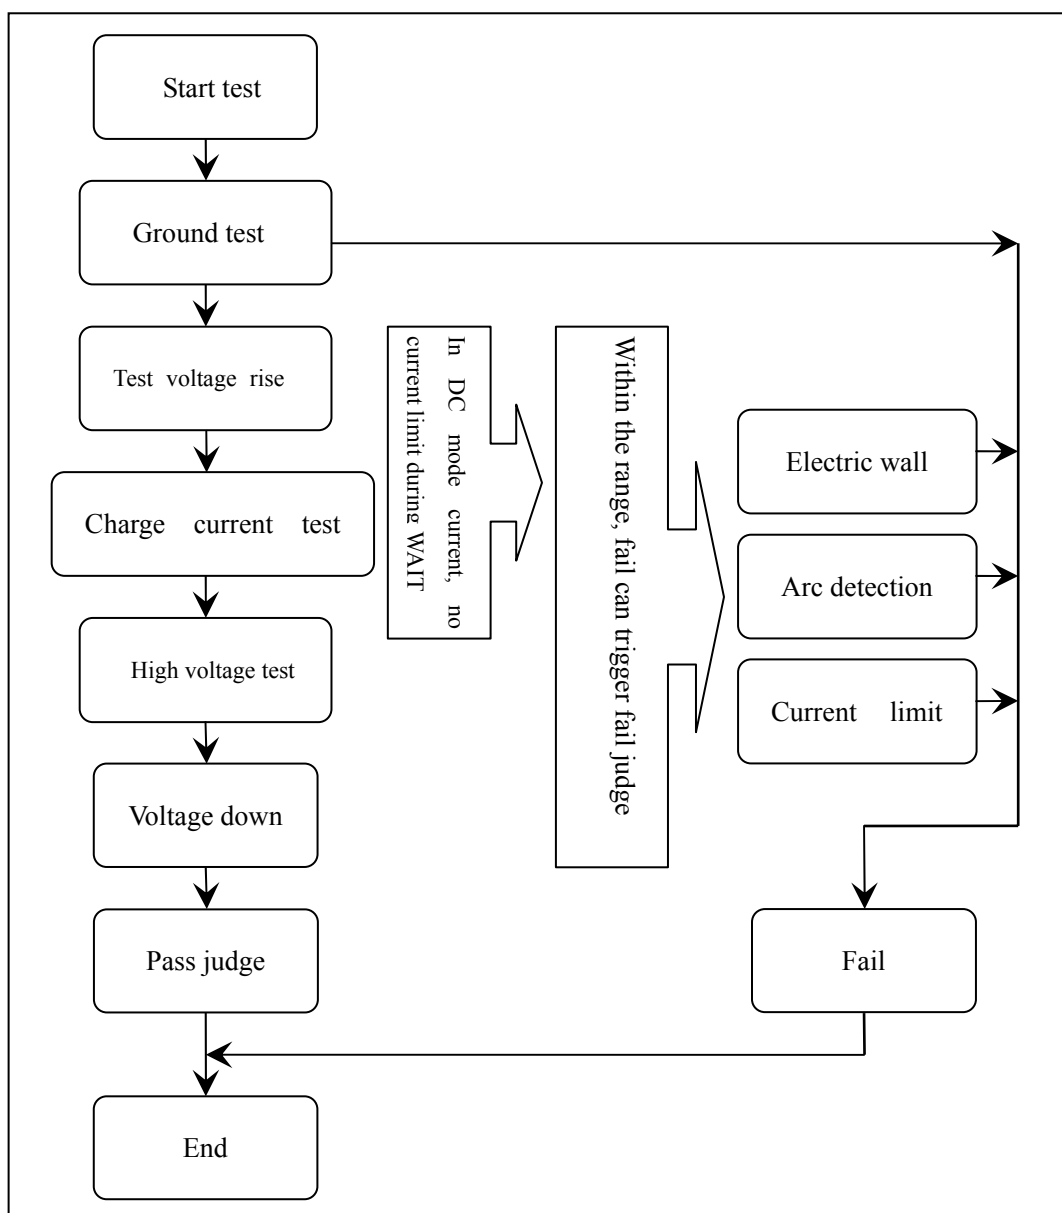 Start test
Ground test
Test voltage rise
Charge current test
High voltage test
Voltage down
Pass judge
End
In DC mode current, no
current limit during WAIT
Within the range, fail can trigger fail judge
Electric wall
Arc detection
Current limit
Fail